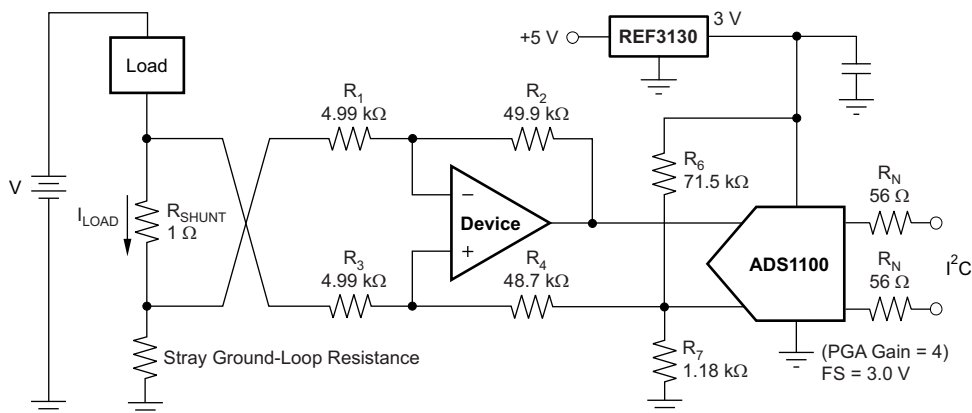 3 V
+5 V
REF3130
Load
R1
4.99 kΩ
R2
49.9 kΩ
R6
71.5 kΩ
V
ILOAD
RSHUNT
1 Ω
−
Device
+
RN
56 Ω
ADS1100
I²C
RN
56 Ω
R3
4.99 kΩ
R4
48.7 kΩ
Stray Ground-Loop Resistance
R7
1.18 kΩ
(PGA Gain = 4)
FS = 3.0 V